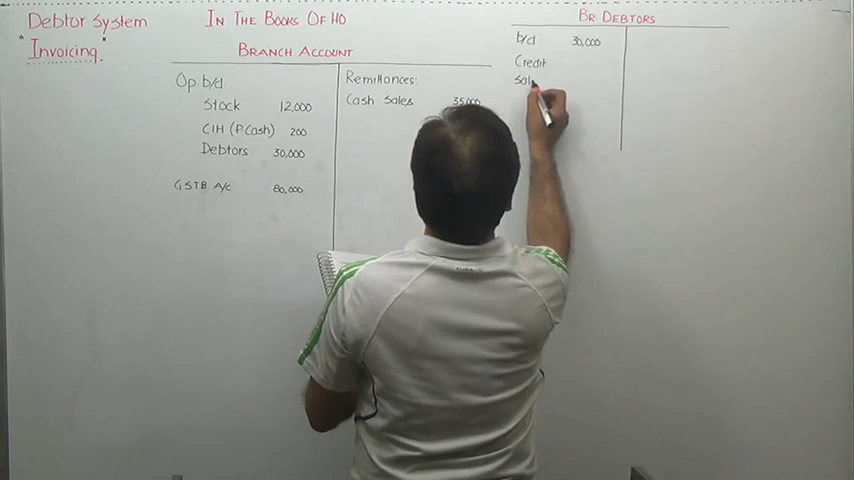 Debtor System
"Invoicing"
In The Books Of HO
Branch Account
Op b/d
Stock 12,000
CIH (P Cash) 200
Debtors 30,000
GSTB A/c 80,000
Remittances:
Cash Sales 35,000
Br Debtors
b/d 30,000
Credit
Sal